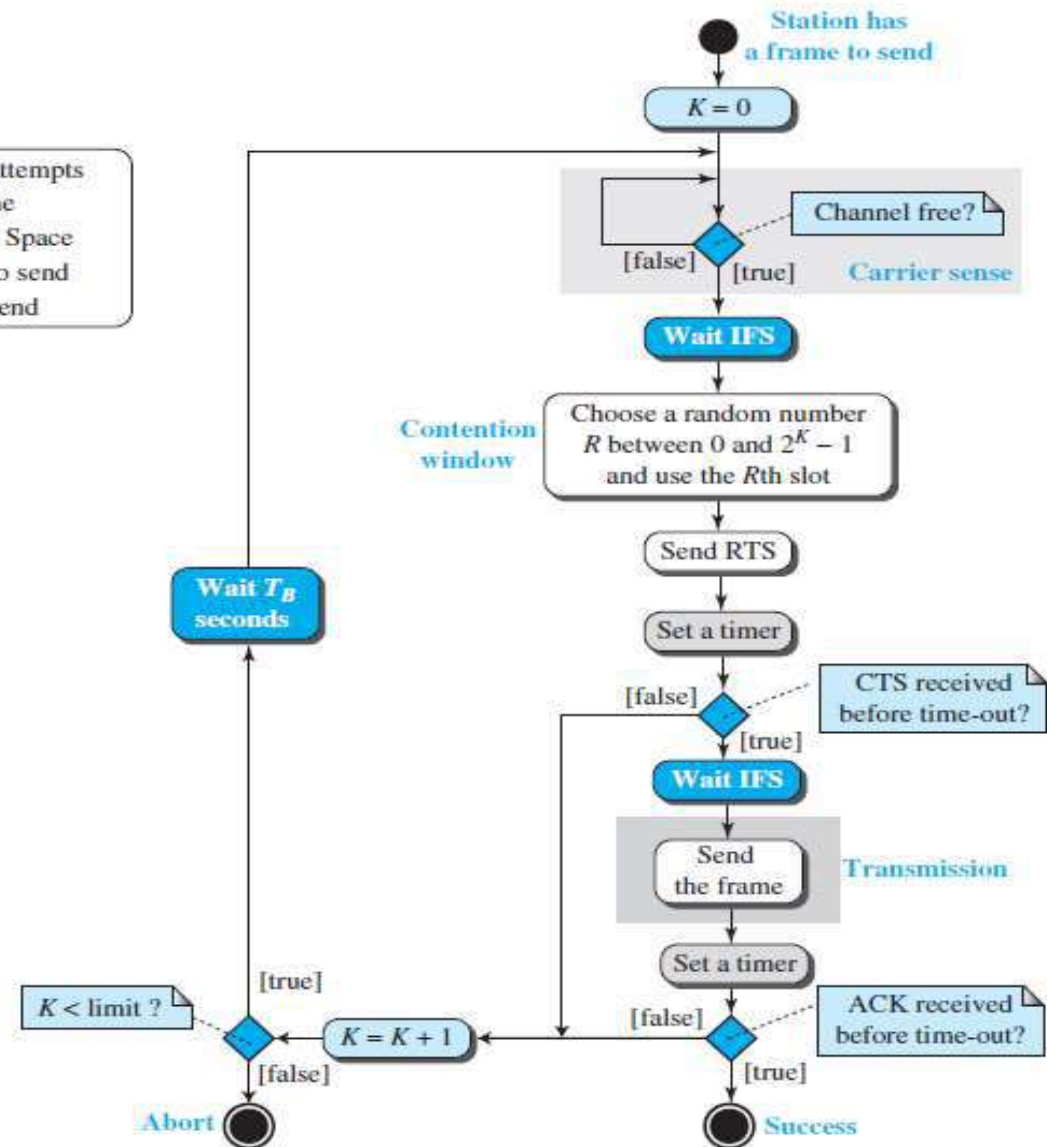 Station has
a frame to send
K = 0
ttempts
Space
o send
end
Channel free?
[false]
[true]
Carrier sense
Wait IFS
Contention
window
Choose a random number
R between 0 and 2^K – 1
and use the Rth slot
Send RTS
Wait T_B
seconds
Set a timer
[false]
CTS received
before time-out?
[true]
Wait IFS
Send
the frame
Transmission
Set a timer
[true]
K < limit ?
K = K + 1
[false]
ACK received
before time-out?
[false]
[true]
Abort
Success